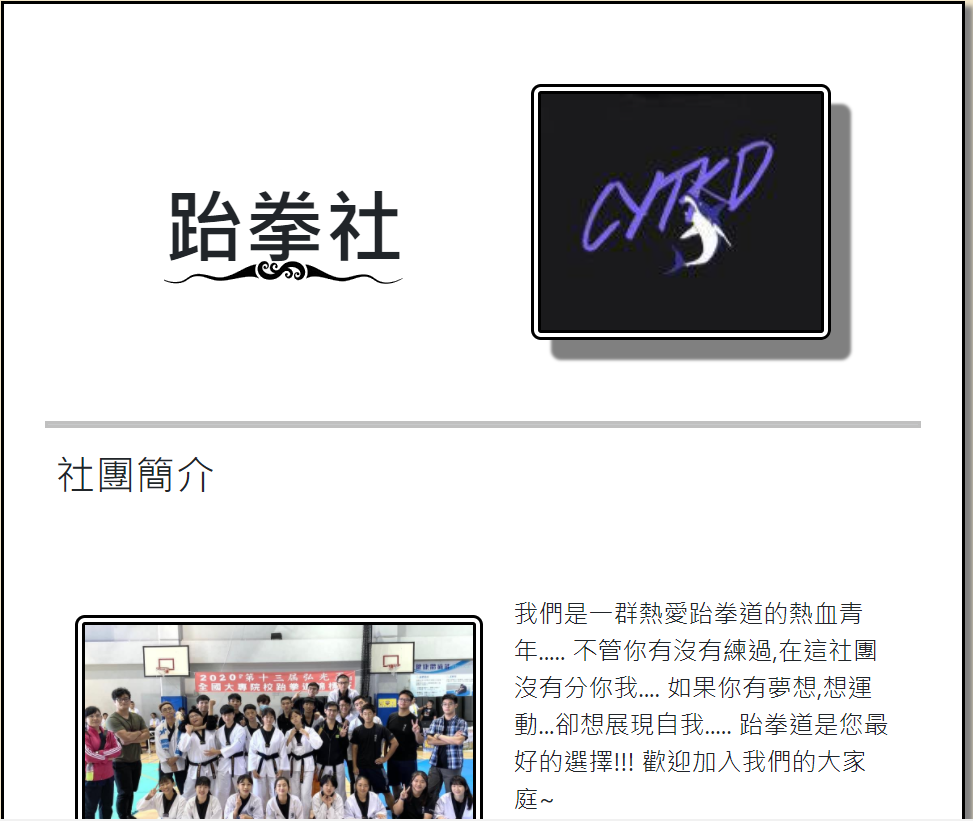 跆拳社
CYTKD
社團簡介
我們是一群熱愛跆拳道的熱血青
年..... 不管你有沒有練過,在這社團
沒有分你我.... 如果你有夢想,想運
動...卻想展現自我..... 跆拳道是您最
好的選擇!!! 歡迎加入我們的大家
庭~
2020年第十三屆弘光
全國大專院校跆拳道